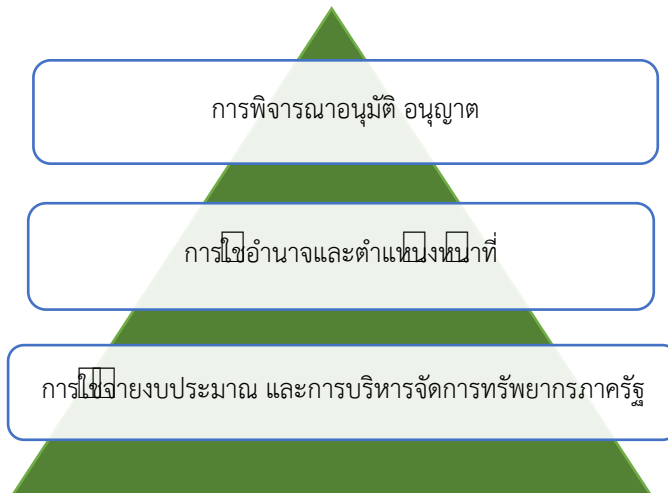 การพิจารณาอนุมัติ อนุญาต
การใช้อำนาจและตำแหน่งหน้าที่
การใช้จ่ายงบประมาณ และการบริหารจัดการทรัพยากรภาครัฐ